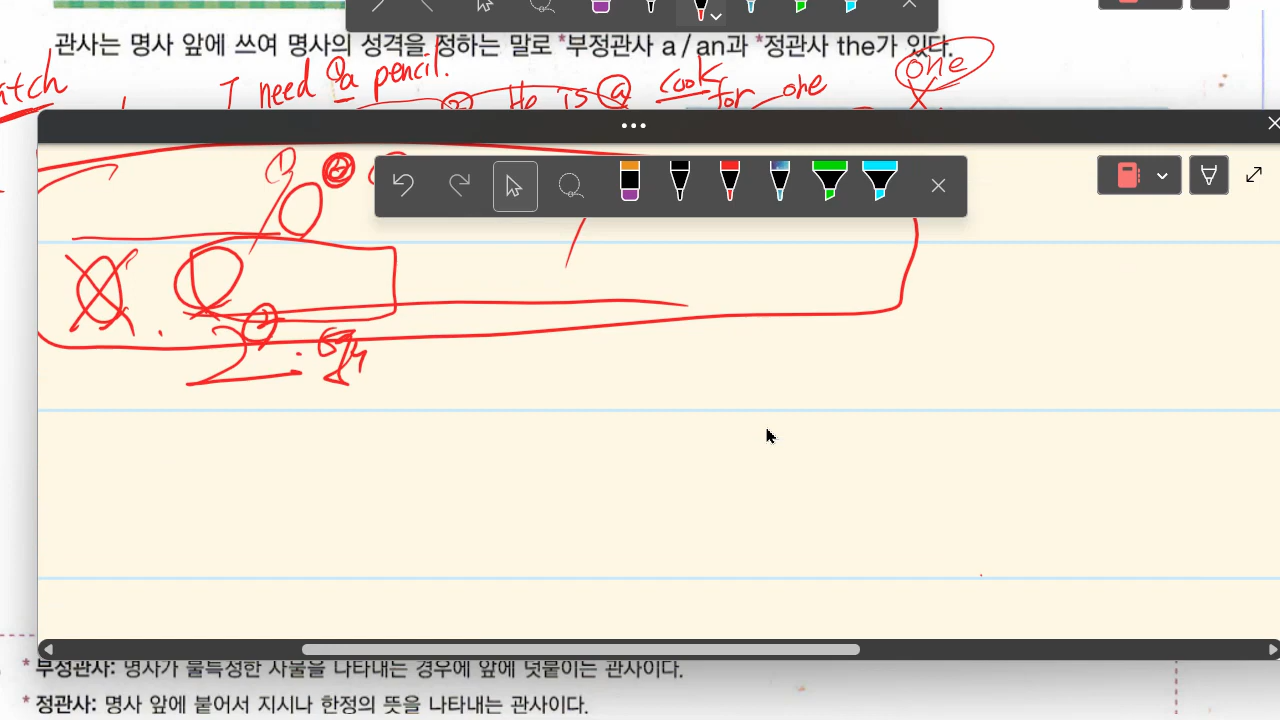 관사는 명사 앞에 쓰여 명사의 성격을 정하는 말로 *부정관사 a / an과 *정관사 the가 있다.
atch I need ①a pencil. ② He is ⓐ cook for one one
2
* 부정관사: 명사가 불특정한 사물을 나타내는 경우에 앞에 덧붙이는 관사이다.
* 정관사: 명사 앞에 붙어서 지시나 한정의 뜻을 나타내는 관사이다.